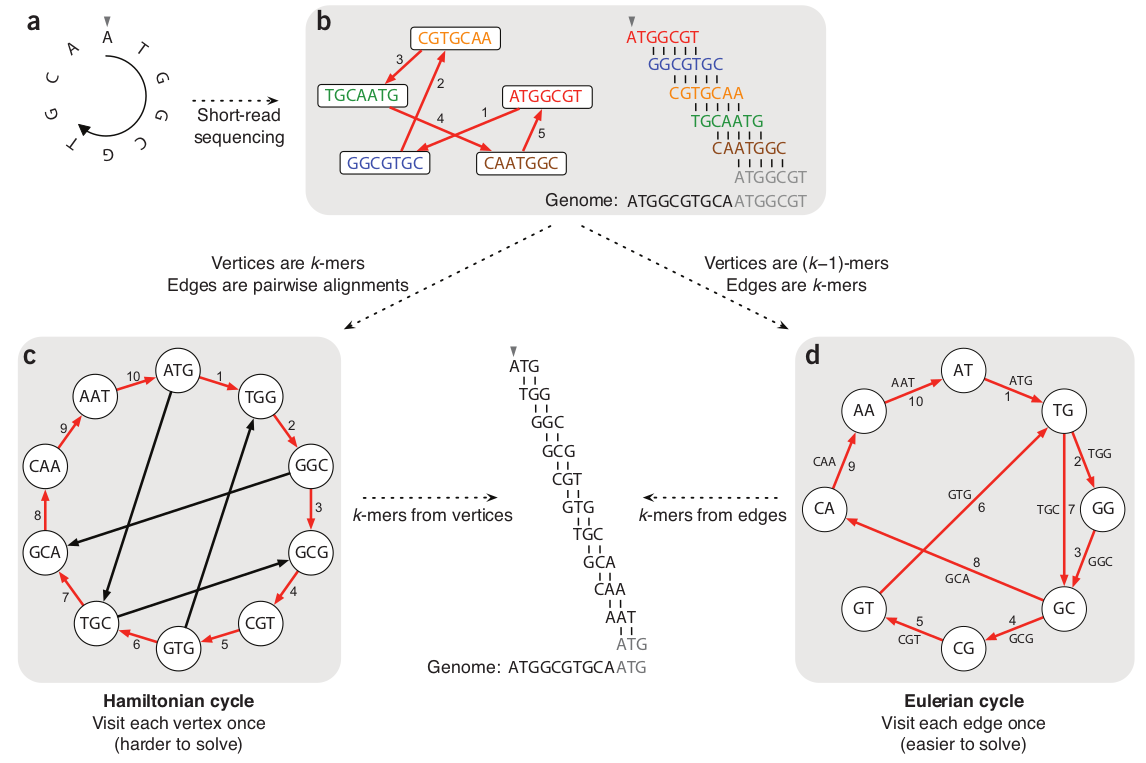 a
A
T
G
G
C
G
T
G
C
A
Short-read
sequencing
b
CGTGCAA
TGCAATG
ATGGCGT
GGCGTGC
CAATGGC
3
2
1
4
5
ATGGCGT
GGCGTGC
CGTGCAA
TGCAATG
CAATGGC
ATGGCGT
Genome: ATGGCGTGCAATGGCGT
Vertices are k-mers
Edges are pairwise alignments
Vertices are (k–1)-mers
Edges are k-mers
c
ATG
TGG
GGC
GCG
CGT
GTG
TGC
GCA
CAA
AAT
1
2
3
4
5
6
7
8
9
10
Hamiltonian cycle
Visit each vertex once
(harder to solve)
k-mers from vertices
ATG
TGG
GGC
GCG
CGT
GTG
TGC
GCA
CAA
AAT
ATG
Genome: ATGGCGTGCAATG
k-mers from edges
d
AT
TG
GG
GC
CG
GT
CA
AA
ATG
1
TGG
2
GGC
3
GCG
4
CGT
5
GTG
6
TGC 7
GCA
8
CAA 9
AAT
10
Eulerian cycle
Visit each edge once
(easier to solve)